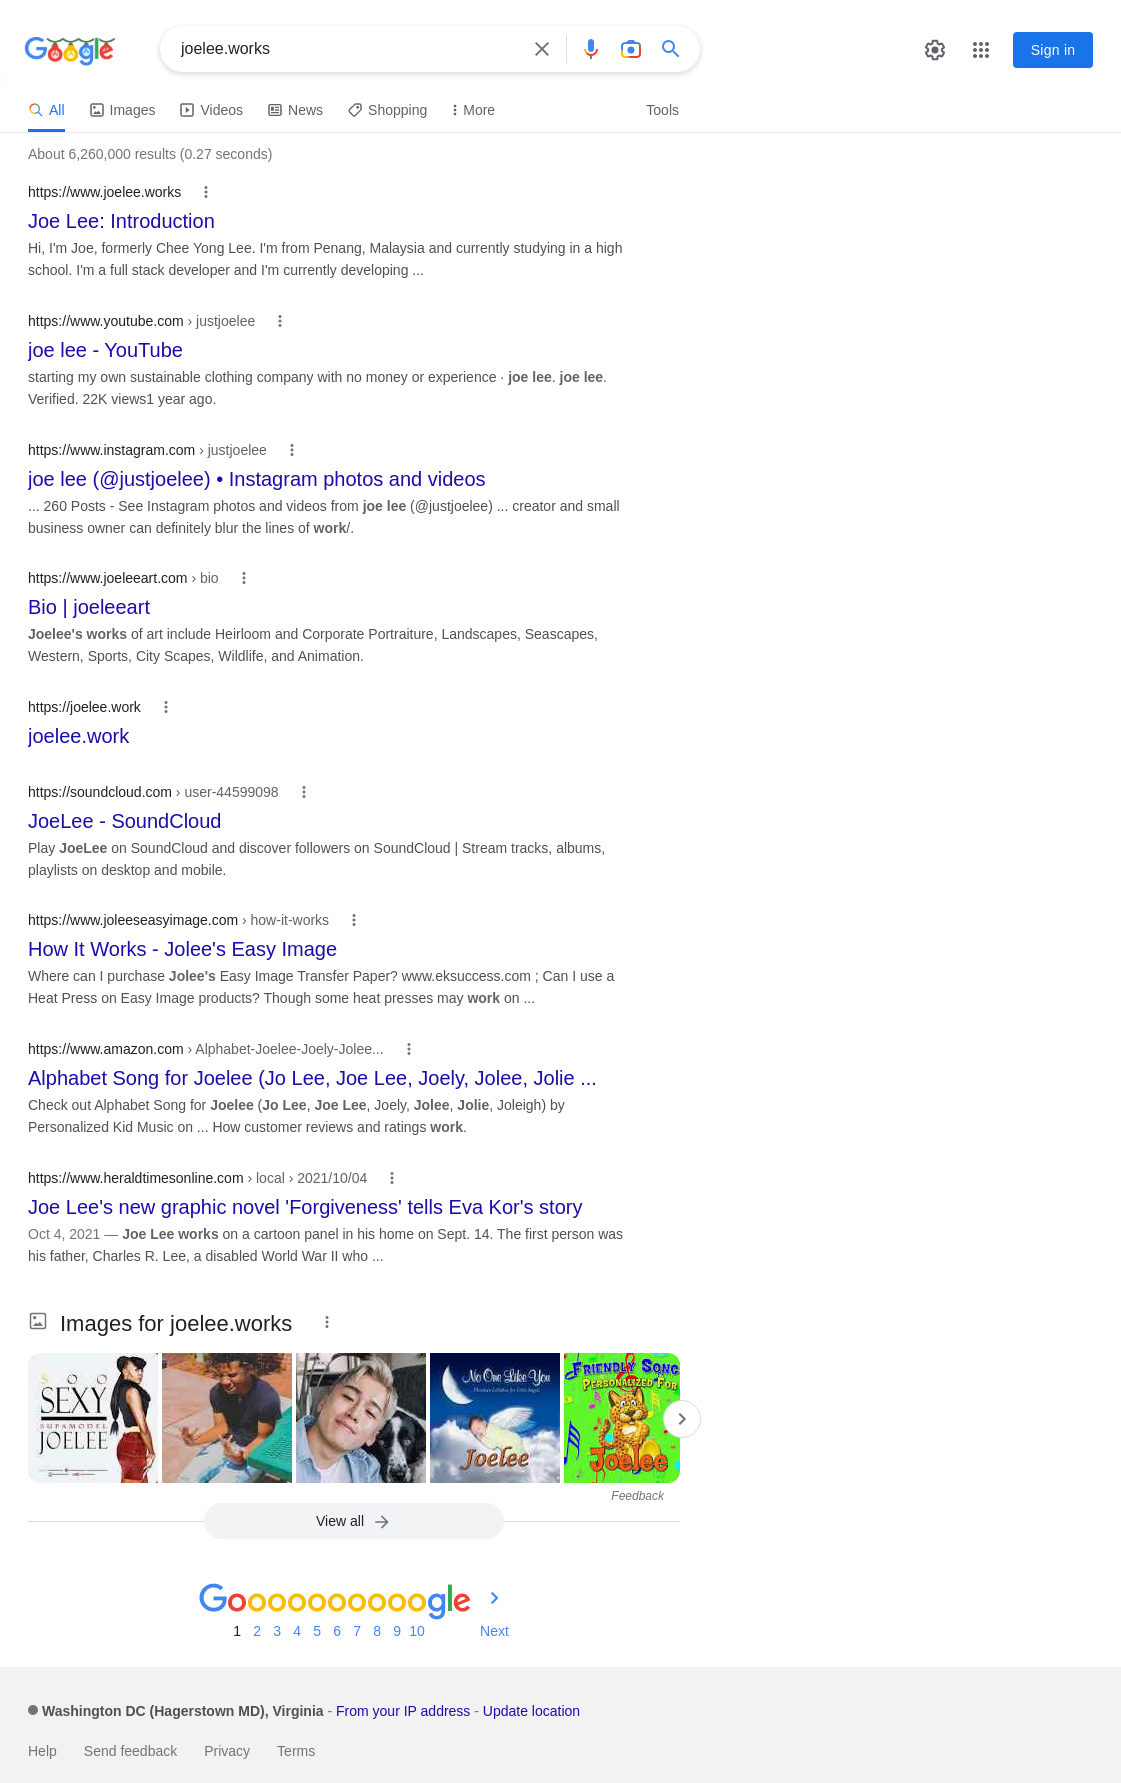 Google
joelee.works
Sign in
All
Images
Videos
News
Shopping
More
Tools
About 6,260,000 results (0.27 seconds)
https://www.joelee.works
Joe Lee: Introduction
Hi, I'm Joe, formerly Chee Yong Lee. I'm from Penang, Malaysia and currently studying in a high
school. I'm a full stack developer and I'm currently developing ...
https://www.youtube.com › justjoelee
joe lee - YouTube
starting my own sustainable clothing company with no money or experience · joe lee. joe lee.
Verified. 22K views1 year ago.
https://www.instagram.com › justjoelee
joe lee (@justjoelee) • Instagram photos and videos
... 260 Posts - See Instagram photos and videos from joe lee (@justjoelee) ... creator and small
business owner can definitely blur the lines of work/.
https://www.joeleeart.com › bio
Bio | joeleeart
Joelee's works of art include Heirloom and Corporate Portraiture, Landscapes, Seascapes,
Western, Sports, City Scapes, Wildlife, and Animation.
https://joelee.work
joelee.work
https://soundcloud.com › user-44599098
JoeLee - SoundCloud
Play JoeLee on SoundCloud and discover followers on SoundCloud | Stream tracks, albums,
playlists on desktop and mobile.
https://www.joleeseasyimage.com › how-it-works
How It Works - Jolee's Easy Image
Where can I purchase Jolee's Easy Image Transfer Paper? www.eksuccess.com ; Can I use a
Heat Press on Easy Image products? Though some heat presses may work on ...
https://www.amazon.com › Alphabet-Joelee-Joely-Jolee...
Alphabet Song for Joelee (Jo Lee, Joe Lee, Joely, Jolee, Jolie ...
Check out Alphabet Song for Joelee (Jo Lee, Joe Lee, Joely, Jolee, Jolie, Joleigh) by
Personalized Kid Music on ... How customer reviews and ratings work.
https://www.heraldtimesonline.com › local › 2021/10/04
Joe Lee's new graphic novel 'Forgiveness' tells Eva Kor's story
Oct 4, 2021 — Joe Lee works on a cartoon panel in his home on Sept. 14. The first person was
his father, Charles R. Lee, a disabled World War II who ...
Images for joelee.works
SOO
SEXY
SUPAMODEL
JOELEE
No One Like You
Christian Lullabies for Little Angels
Joelee
FRIENDLY SONG
PERSONALIZED FOR
Joelee
Feedback
View all
Goooooooooogle
1 2 3 4 5 6 7 8 9 10 Next
Washington DC (Hagerstown MD), Virginia - From your IP address - Update location
Help Send feedback Privacy Terms